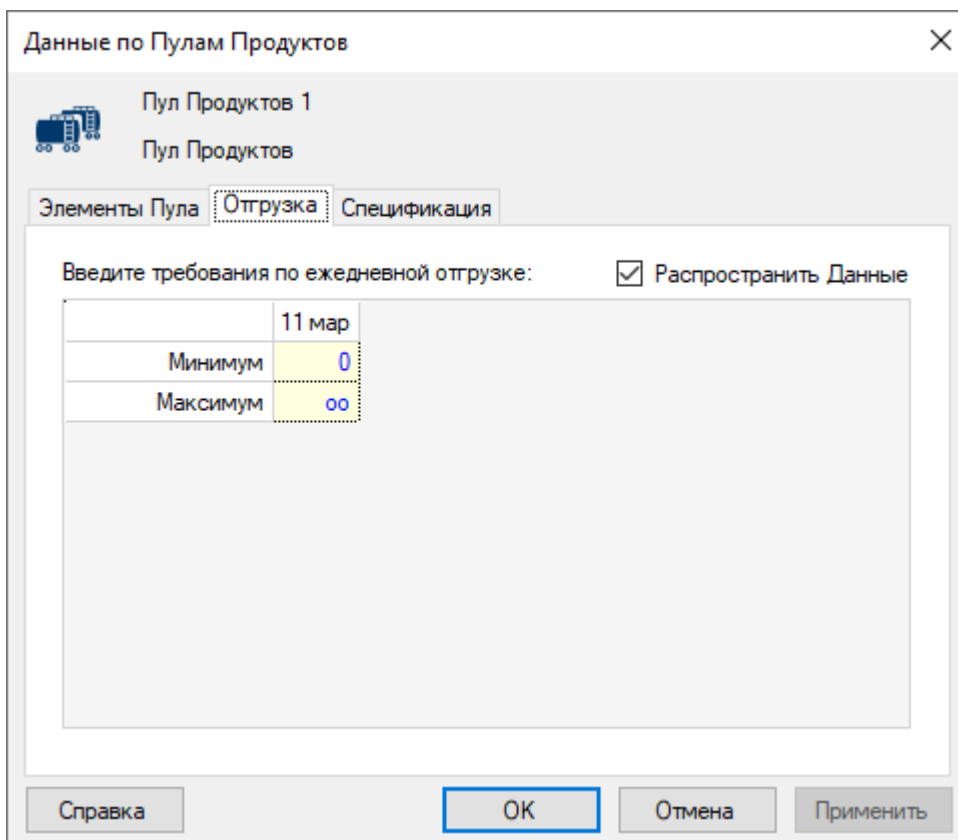 Данные по Пулам Продуктов
Пул Продуктов 1
Пул Продуктов
Элементы Пула Отгрузка Спецификация
Введите требования по ежедневной отгрузке: Распространить Данные
11 мар
Минимум 0
Максимум oo
Справка OK Отмена Применить